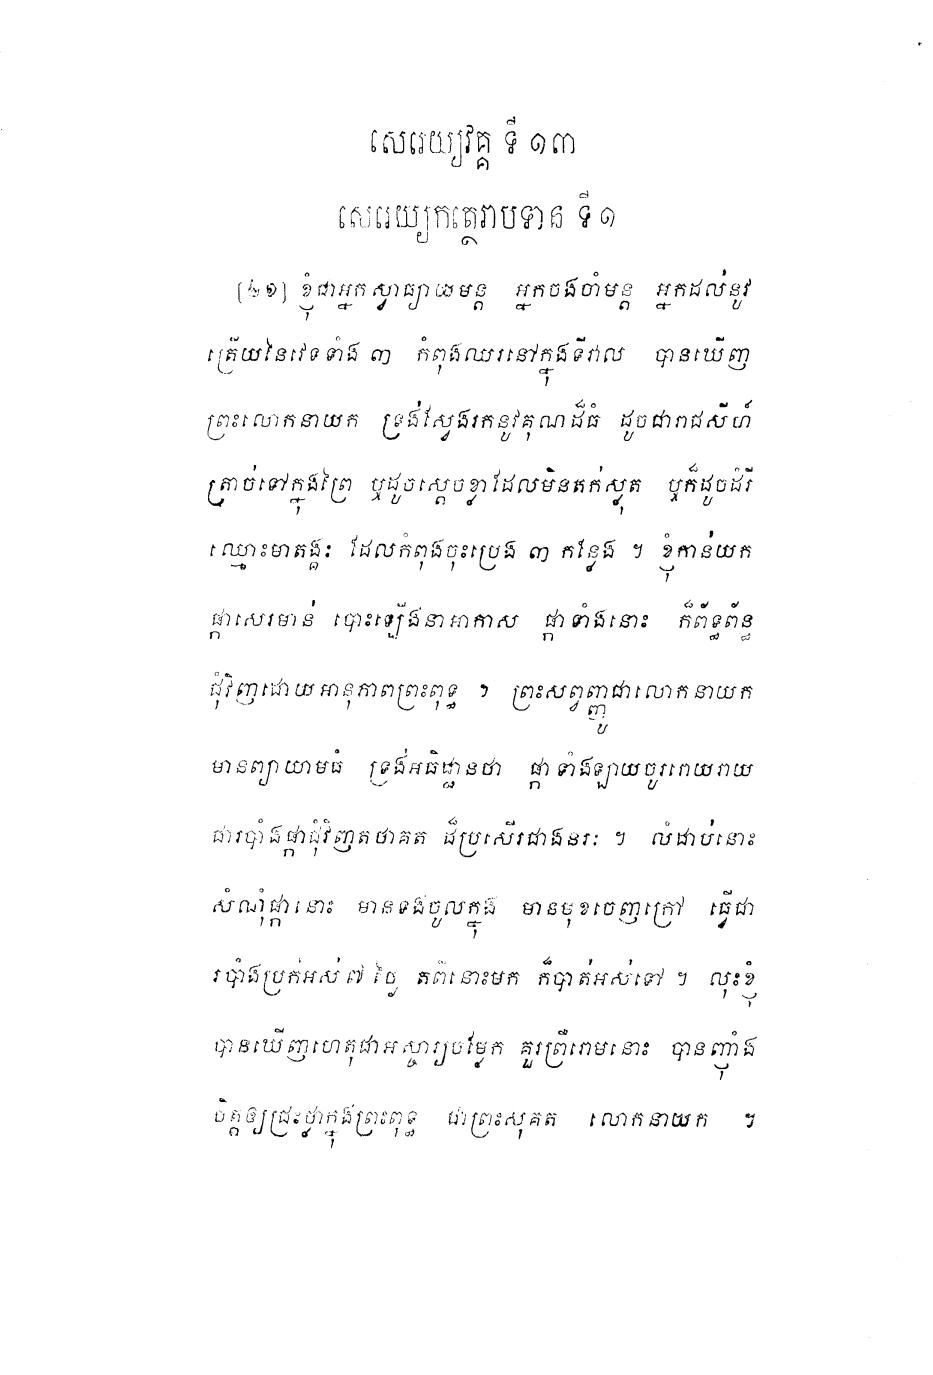 សេរេយ្យវគ្គ ទី ១៣
សេរេយ្យកត្ថេរាបទាន ទី១
ខ្ញុំជាអ្នកស្វាធ្យាយមន្ត អ្នកចងចាំមន្ត អ្នកដល់នូវ
ត្រើយនៃវេទទាំង ៣ កំពុងឈរនៅក្នុងទីវាល បានឃើញ
ព្រះលោកនាយក ទ្រង់ស្វែងរកនូវគុណដ៏ធំ ដូចជារាជសីហ៍
ត្រាច់ទៅក្នុងព្រៃ ឬដូចស្តេចខ្លាដែលមិនតក់ស្លុត ឬក៏ដូចដំរី
ឈ្មោះមាតង្គៈ ដែលកំពុងចុះប្រេង ៣ កន្លែង ។ ខ្ញុំកាន់យក
ផ្កាសេរមាន់ បោះឡើងនាអាកាស ផ្កាទាំងនោះ ក៏ព័ទ្ធព័ន្ធ
ជុំវិញដោយអានុភាពព្រះពុទ្ធ ។ ព្រះសព្វញ្ញូជាលោកនាយក
មានព្យាយាមធំ ទ្រង់អធិដ្ឋានថា ផ្កាទាំងឡាយចូររោយរាយ
ជារបាំងផ្កាជុំវិញតថាគត ដ៏ប្រសើរជាងនរៈ ។ លំដាប់នោះ
សំណុំផ្កានោះ មានទងចូលក្នុង មានមុខចេញក្រៅ ធ្វើជា
របាំងប្រក់អស់ ៧ ថ្ងៃ តពីនោះមក ក៏បាត់អស់ទៅ ។ លុះខ្ញុំ
បានឃើញហេតុជាអស្ចារ្យចម្លែក គួរព្រឺរោមនោះ បានញ៉ាំង
ចិត្តឲ្យជ្រះថ្លាក្នុងព្រះពុទ្ធ ជាព្រះសុគត លោកនាយក ។